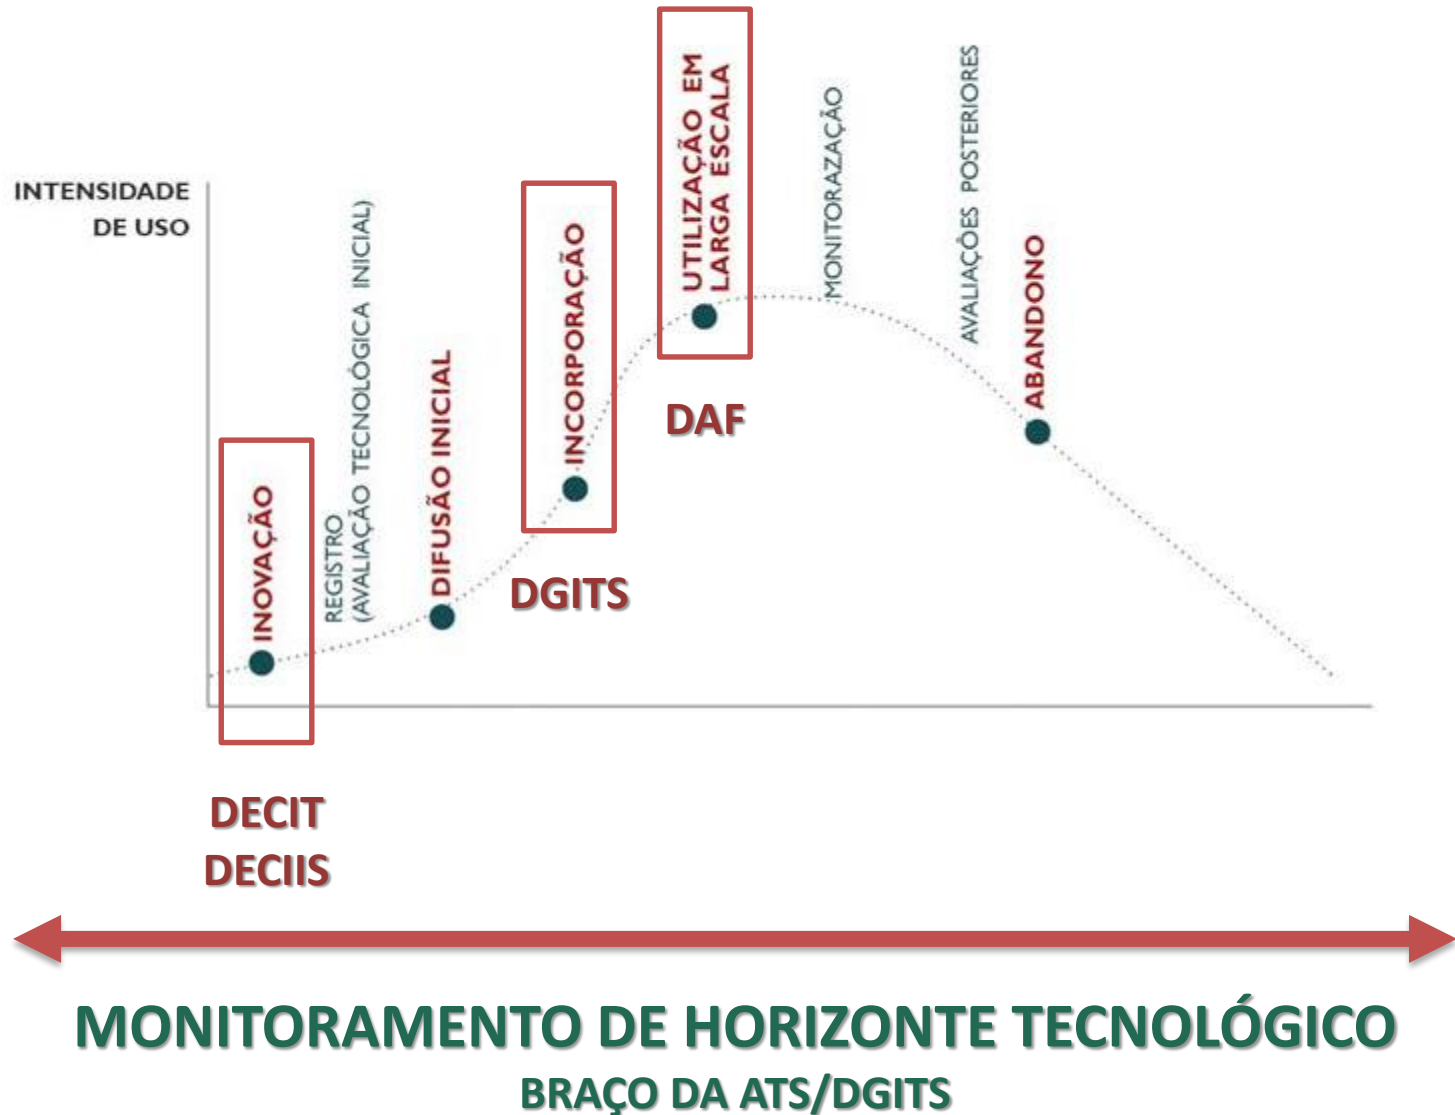 INTENSIDADE
DE USO
INOVAÇÃO
REGISTRO
(AVALIAÇÃO TECNOLÓGICA INICIAL)
DIFUSÃO INICIAL
INCORPORAÇÃO
UTILIZAÇÃO EM
LARGA ESCALA
MONITORAZAÇÃO
AVALIAÇÕES POSTERIORES
ABANDONO
DAF
DGITS
DECIT
DECIIS
MONITORAMENTO DE HORIZONTE TECNOLÓGICO
BRAÇO DA ATS/DGITS